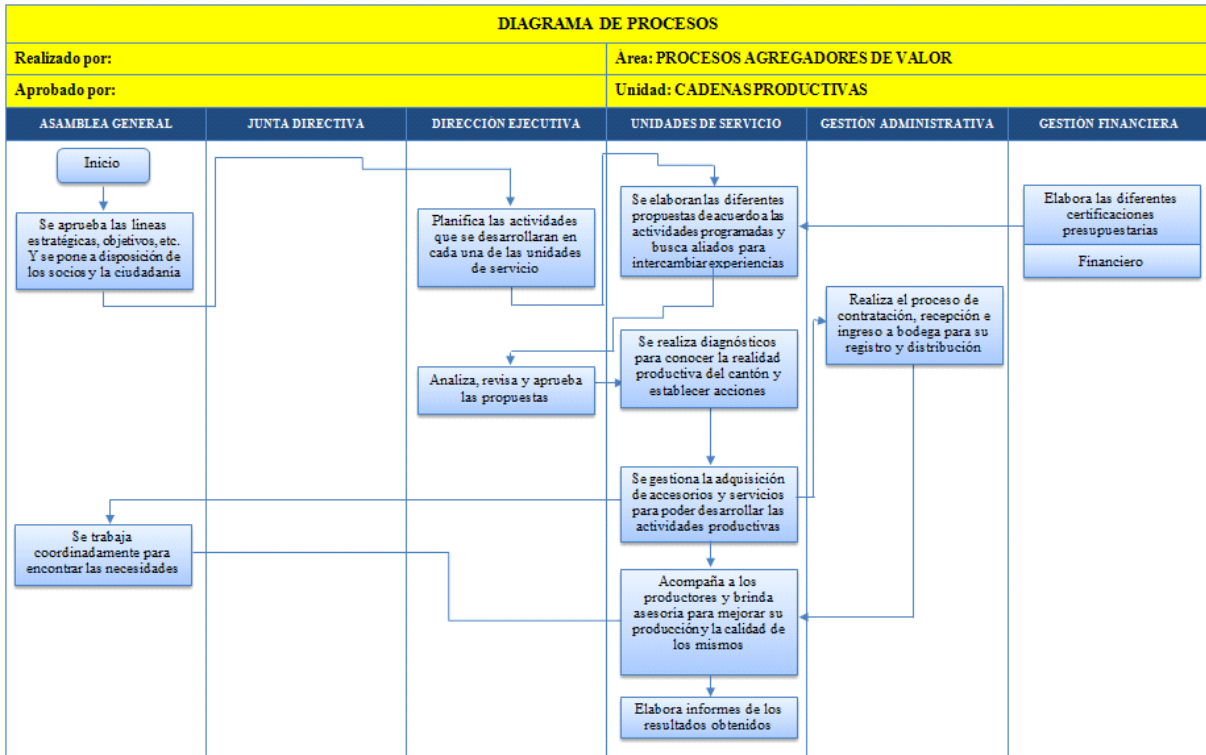 DIAGRAMA DE PROCESOS
Realizado por:
Área: PROCESOS AGREGADORES DE VALOR
Aprobado por:
Unidad: CADENAS PRODUCTIVAS
ASAMBLEA GENERAL
JUNTA DIRECTIVA
DIRECCIÓN EJECUTIVA
UNIDADES DE SERVICIO
GESTIÓN ADMINISTRATIVA
GESTIÓN FINANCIERA
Inicio
Se aprueba las líneas
estratégicas, objetivos, etc.
Y se pone a disposición de
los socios y la ciudadanía
Planifica las actividades
que se desarrollaran en
cada una de las unidades
de servicio
Se elaboran las diferentes
propuestas de acuerdo a las
actividades programadas y
busca aliados para
intercambiar experiencias
Elabora las diferentes
certificaciones
presupuestarias
Financiero
Realiza el proceso de
contratación, recepción e
ingreso a bodega para su
registro y distribución
Analiza, revisa y aprueba
las propuestas
Se realiza diagnósticos
para conocer la realidad
productiva del cantón y
establecer acciones
Se gestiona la adquisición
de accesorios y servicios
para poder desarrollar las
actividades productivas
Se trabaja
coordinadamente para
encontrar las necesidades
Acompaña a los
productores y brinda
asesoría para mejorar su
producción y la calidad de
los mismos
Elabora informes de los
resultados obtenidos